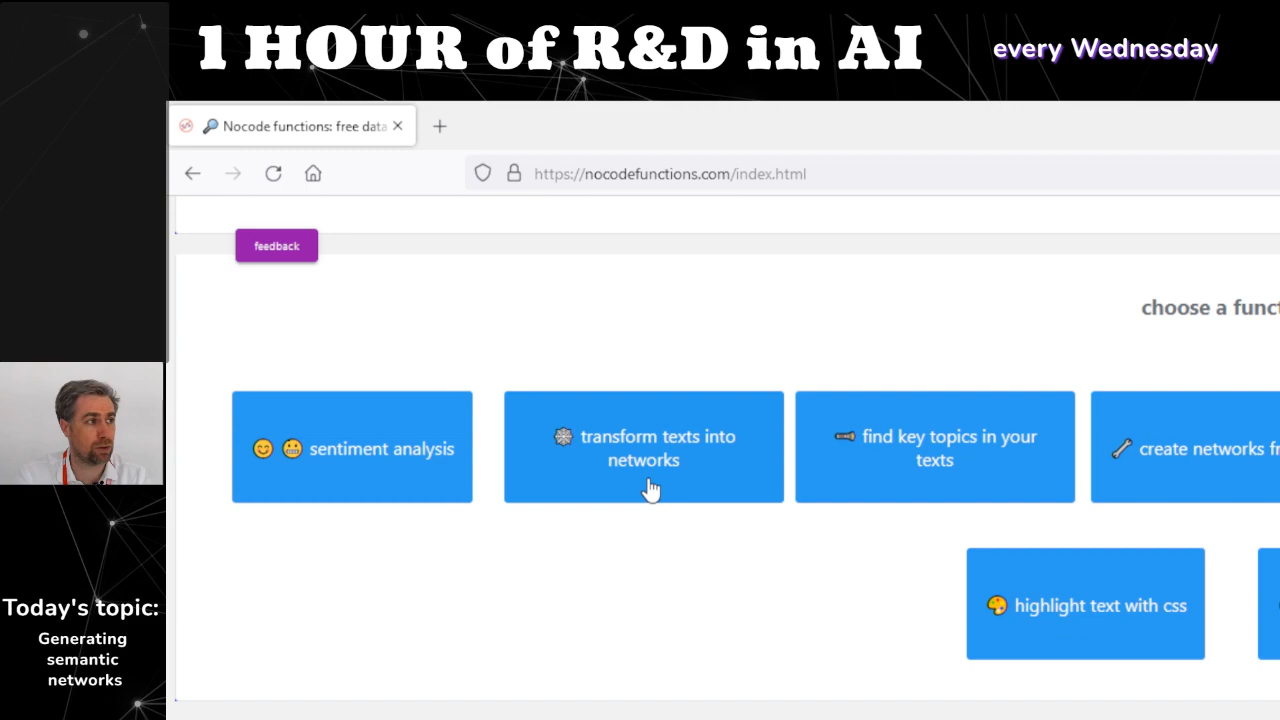 1 HOUR of R&D in AI
every Wednesday
Nocode functions: free data
https://nocodefunctions.com/index.html
feedback
choose a funct
sentiment analysis
transform texts into
networks
find key topics in your
texts
create networks fr
highlight text with css
Today's topic:
Generating
semantic
networks